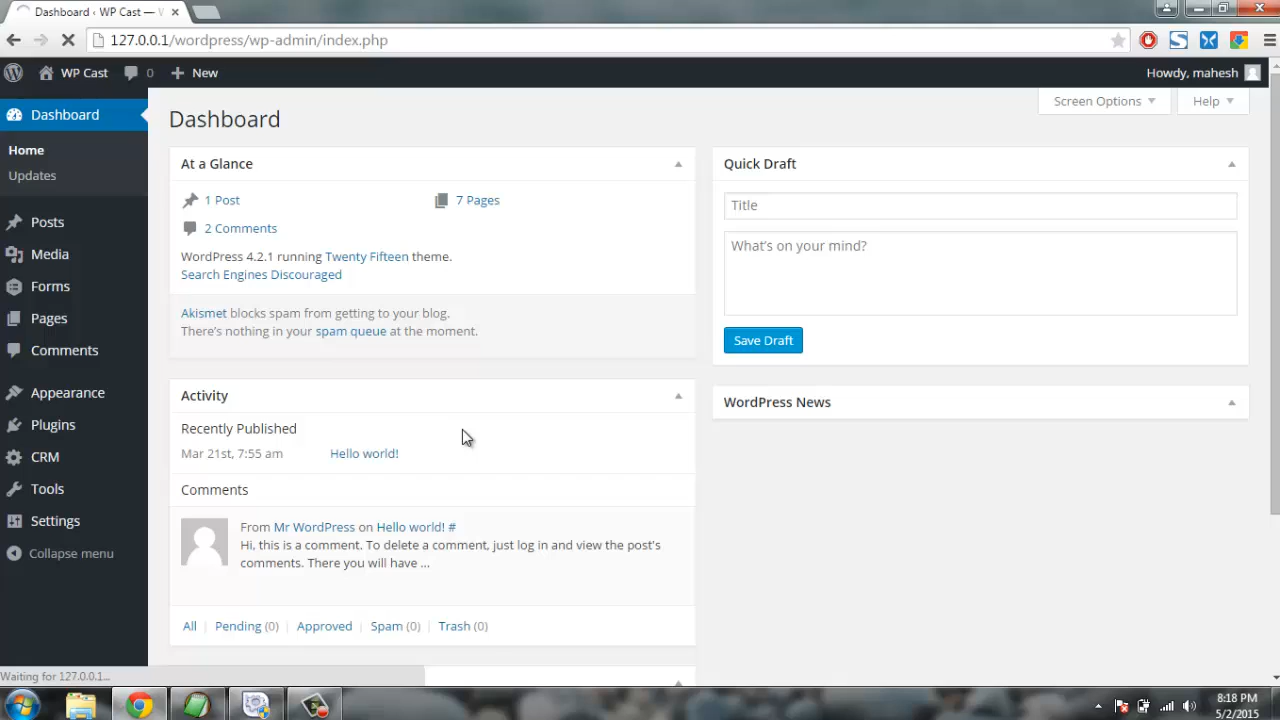 Dashboard ‹ WP Cast — V
127.0.0.1/wordpress/wp-admin/index.php
WP Cast 0 New Howdy, mahesh
Screen Options Help
Dashboard
Home
Updates
Posts
Media
Forms
Pages
Comments
Appearance
Plugins
CRM
Tools
Settings
Collapse menu
Dashboard
At a Glance
1 Post 7 Pages
2 Comments
WordPress 4.2.1 running Twenty Fifteen theme.
Search Engines Discouraged
Akismet blocks spam from getting to your blog.
There's nothing in your spam queue at the moment.
Activity
Recently Published
Mar 21st, 7:55 am Hello world!
Comments
From Mr WordPress on Hello world! #
Hi, this is a comment. To delete a comment, just log in and view the post's
comments. There you will have ...
All | Pending (0) | Approved | Spam (0) | Trash (0)
Quick Draft
Title
What's on your mind?
Save Draft
WordPress News
Waiting for 127.0.0.1...
8:18 PM
5/2/2015